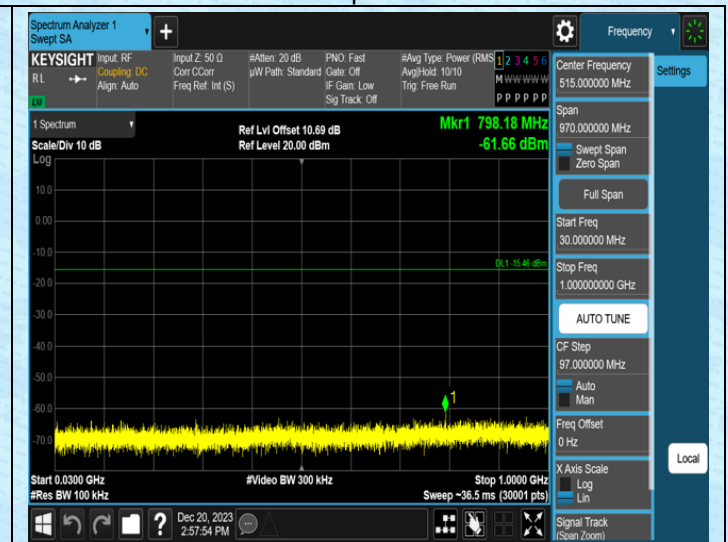 Spectrum Analyzer 1
Swept SA
Frequency
KEYSIGHT
RL
LXI
Input: RF
Coupling: DC
Align: Auto
Input Z: 50 Ω
Corr CCorr
Freq Ref: Int (S)
#Atten: 20 dB
µW Path: Standard
PNO: Fast
Gate: Off
IF Gain: Low
Sig Track: Off
#Avg Type: Power (RMS
Avg|Hold: 10/10
Trig: Free Run
1 2 3 4 5 6
M W W W W W
P P P P P P
1 Spectrum
Scale/Div 10 dB
Log
Ref Lvl Offset 10.69 dB
Ref Level 20.00 dBm
Mkr1 798.18 MHz
-61.66 dBm
10.0
0.00
-10.0
DL1 -15.46 dBm
-20.0
-30.0
-40.0
-50.0
-60.0
-70.0
1
Start 0.0300 GHz
#Res BW 100 kHz
#Video BW 300 kHz
Stop 1.0000 GHz
Sweep ~36.5 ms (30001 pts)
?
Dec 20, 2023
2:57:54 PM
Center Frequency
515.000000 MHz
Span
970.000000 MHz
Swept Span
Zero Span
Full Span
Start Freq
30.000000 MHz
Stop Freq
1.000000000 GHz
AUTO TUNE
CF Step
97.000000 MHz
Auto
Man
Freq Offset
0 Hz
X Axis Scale
Log
Lin
Signal Track
(Span Zoom)
Settings
Local